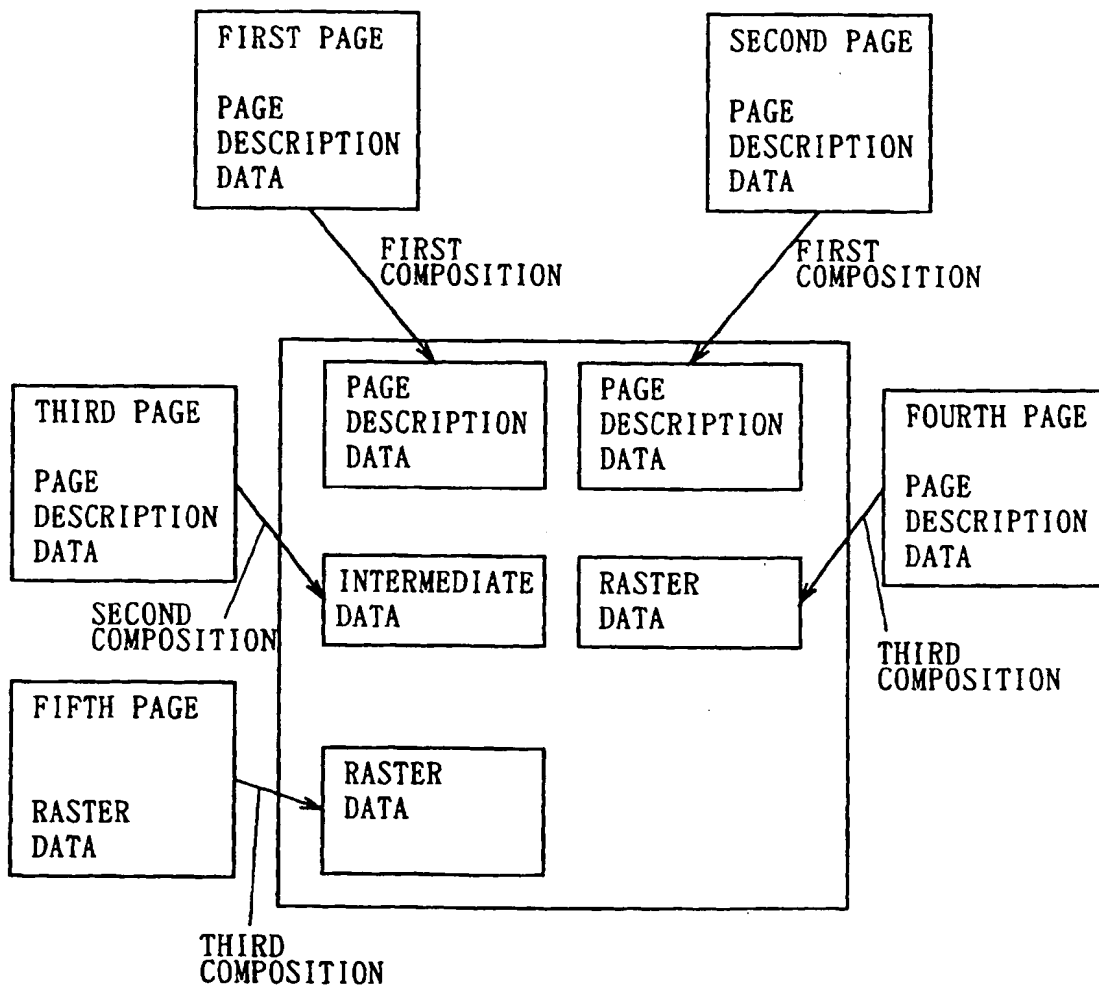 FIRST PAGE
PAGE
DESCRIPTION
DATA
SECOND PAGE
PAGE
DESCRIPTION
DATA
FIRST
COMPOSITION
FIRST
COMPOSITION
THIRD PAGE
PAGE
DESCRIPTION
DATA
PAGE
DESCRIPTION
DATA
PAGE
DESCRIPTION
DATA
FOURTH PAGE
PAGE
DESCRIPTION
DATA
SECOND
COMPOSITION
INTERMEDIATE
DATA
RASTER
DATA
THIRD
COMPOSITION
FIFTH PAGE
RASTER
DATA
RASTER
DATA
THIRD
COMPOSITION